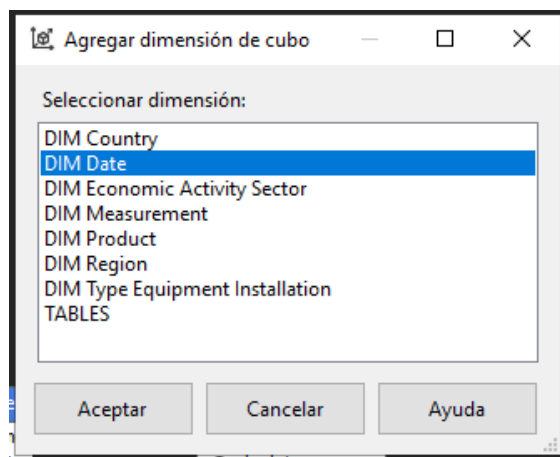 Agregar dimensión de cubo
Seleccionar dimensión:
DIM Country
DIM Date
DIM Economic Activity Sector
DIM Measurement
DIM Product
DIM Region
DIM Type Equipment Installation
TABLES
Aceptar Cancelar Ayuda